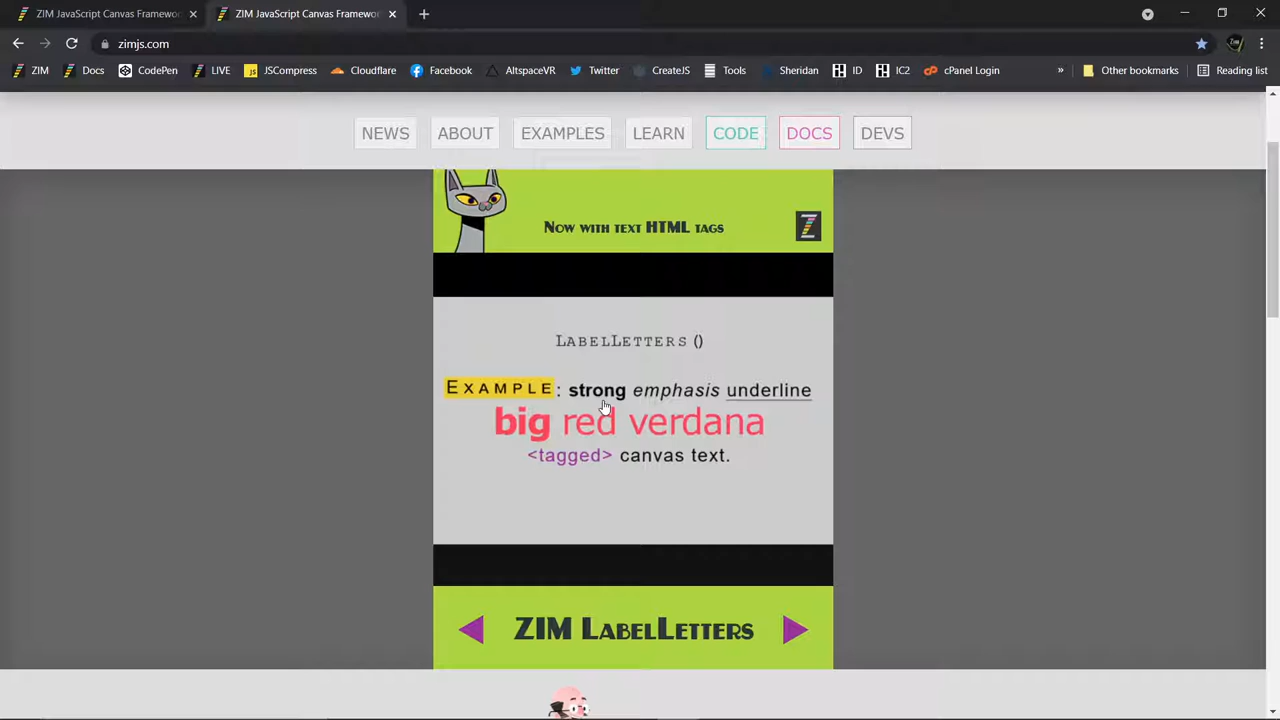 ZIM JavaScript Canvas Framewor
ZIM JavaScript Canvas Framewor
zimjs.com
ZIM
Docs
CodePen
LIVE
JSCompress
Cloudflare
Facebook
AltspaceVR
Twitter
CreateJS
Tools
Sheridan
ID
IC2
cPanel Login
»
Other bookmarks
Reading list
NEWS
ABOUT
EXAMPLES
LEARN
CODE
DOCS
DEVS
Now with text HTML tags
LabelLetters ()
Example: strong emphasis underline
big red verdana
<tagged> canvas text.
ZIM LabelLetters